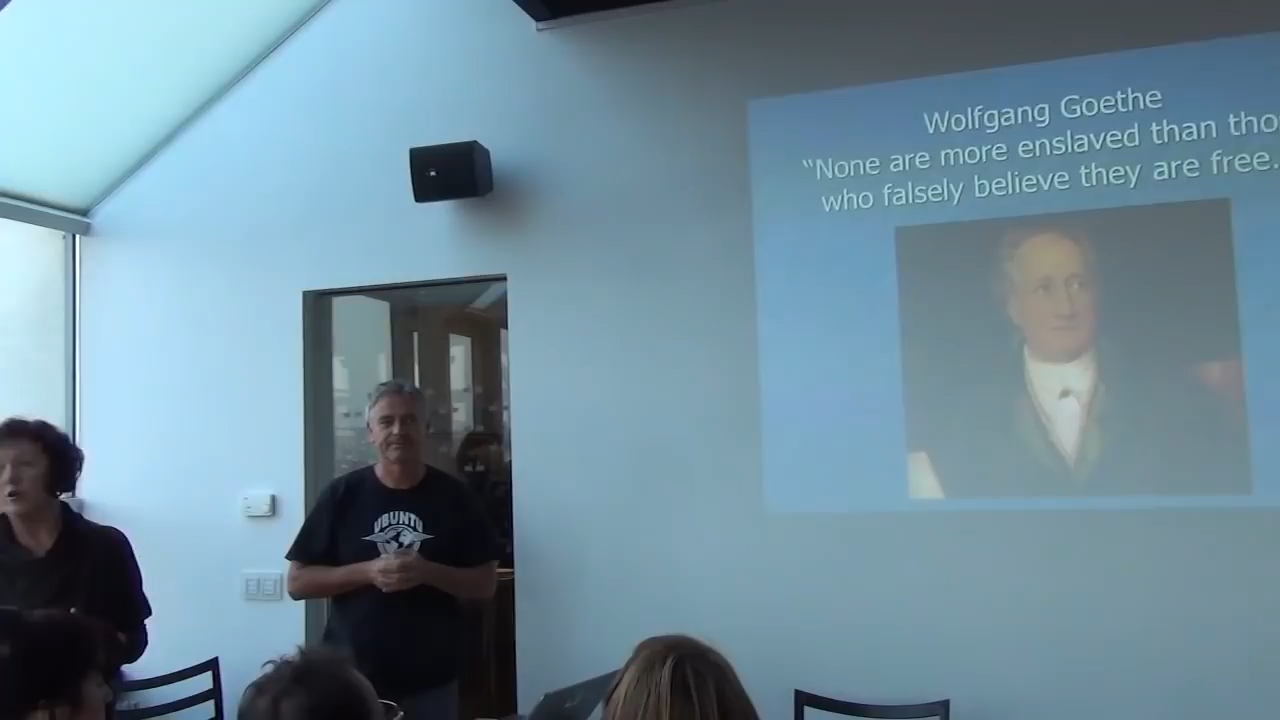 Wolfgang Goethe
“None are more enslaved than tho
who falsely believe they are free.
UBUNTU